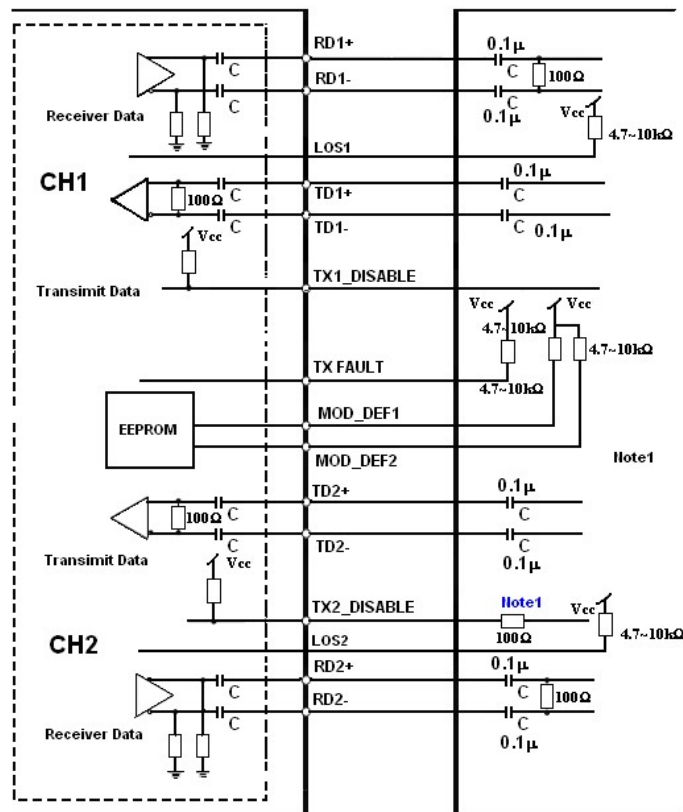 RD1+
0.1μ
C
C
100Ω
RD1-
C
C
Vcc
Receiver Data
0.1μ
4.7~10kΩ
LOS1
CH1
0.1μ
100Ω
C
TD1+
C
C
TD1-
C
0.1μ
Vcc
TX1_DISABLE
Transimit Data
Vcc
Vcc
4.7~10kΩ
4.7~10kΩ
TX FAULT
4.7~10kΩ
EEPROM
MOD_DEF1
MOD_DEF2
Note1
TD2+
0.1μ
100Ω
C
C
C
TD2-
C
0.1μ
Transimit Data
Vcc
TX2_DISABLE
Note1
Vcc
100Ω
4.7~10kΩ
CH2
LOS2
RD2+
0.1μ
C
C
100Ω
RD2-
C
C
Receiver Data
0.1μ